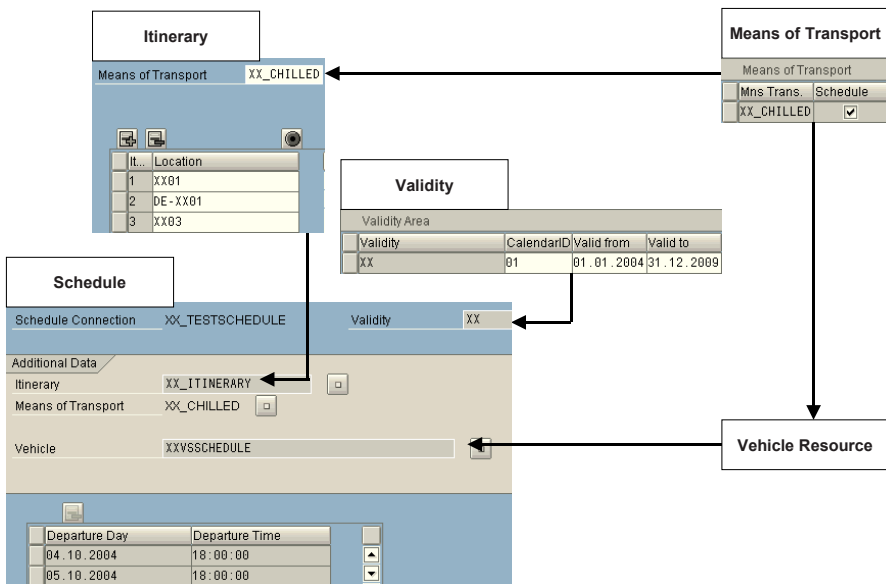 Itinerary
Means of Transport
Means of Transport XX_CHILLED
Means of Transport
Mns Trans. Schedule
XX_CHILLED
It... Location
1 XX01
2 DE-XX01
3 XX03
Validity
Validity Area
Validity CalendarID Valid from Valid to
XX 01 01.01.2004 31.12.2009
Schedule
Schedule Connection XX_TESTSCHEDULE Validity XX
Additional Data
Itinerary XX_ITINERARY
Means of Transport XX_CHILLED
Vehicle XXVSSCHEDULE
Vehicle Resource
Departure Day Departure Time
04.10.2004 18:00:00
05.10.2004 18:00:00